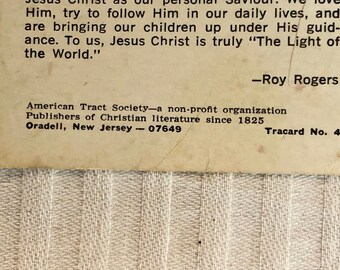 Jesus Christ as our personal Saviour. We love
Him, try to follow Him in our daily lives, and
are bringing our children up under His guid-
ance. To us, Jesus Christ is truly "The Light of
the World."
—Roy Rogers
American Tract Society—a non-profit organization
Publishers of Christian literature since 1825
Oradell, New Jersey — 07649 Tracard No. 4